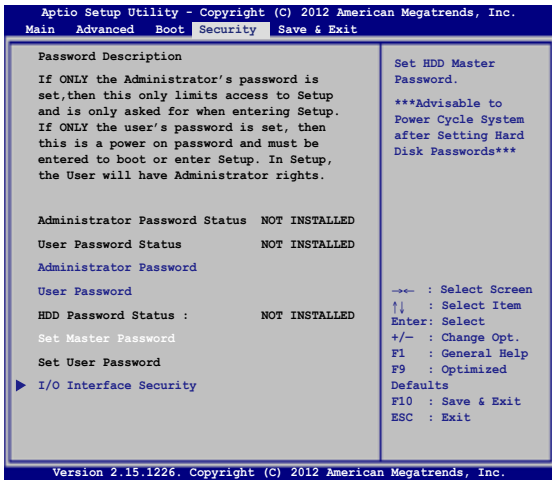 Aptio Setup Utility - Copyright (C) 2012 American Megatrends, Inc.
Main Advanced Boot Security Save & Exit
Password Description
If ONLY the Administrator's password is
set,then this only limits access to Setup
and is only asked for when entering Setup.
If ONLY the user's password is set, then
this is a power on password and must be
entered to boot or enter Setup. In Setup,
the User will have Administrator rights.
Administrator Password Status NOT INSTALLED
User Password Status NOT INSTALLED
Administrator Password
User Password
HDD Password Status : NOT INSTALLED
Set Master Password
Set User Password
I/O Interface Security
Set HDD Master
Password.
***Advisable to
Power Cycle System
after Setting Hard
Disk Passwords***
→← : Select Screen
↑↓ : Select Item
Enter: Select
+/— : Change Opt.
F1 : General Help
F9 : Optimized
Defaults
F10 : Save & Exit
ESC : Exit
Version 2.15.1226. Copyright (C) 2012 American Megatrends, Inc.